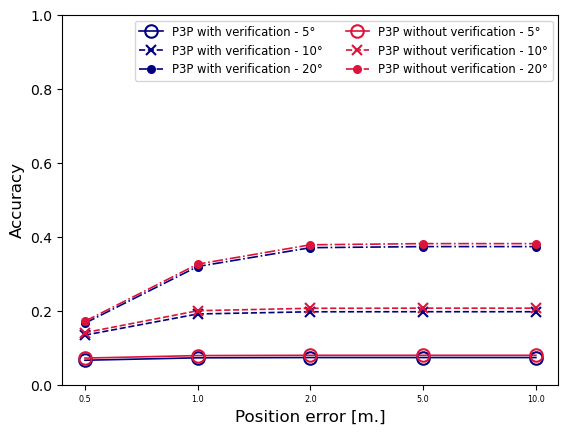 P3P with verification - 5°
P3P with verification - 10°
P3P with verification - 20°
P3P without verification - 5°
P3P without verification - 10°
P3P without verification - 20°
1.0
0.8
0.6
0.4
0.2
0.0
Accuracy
0.5 1.0 2.0 5.0 10.0
Position error [m.]